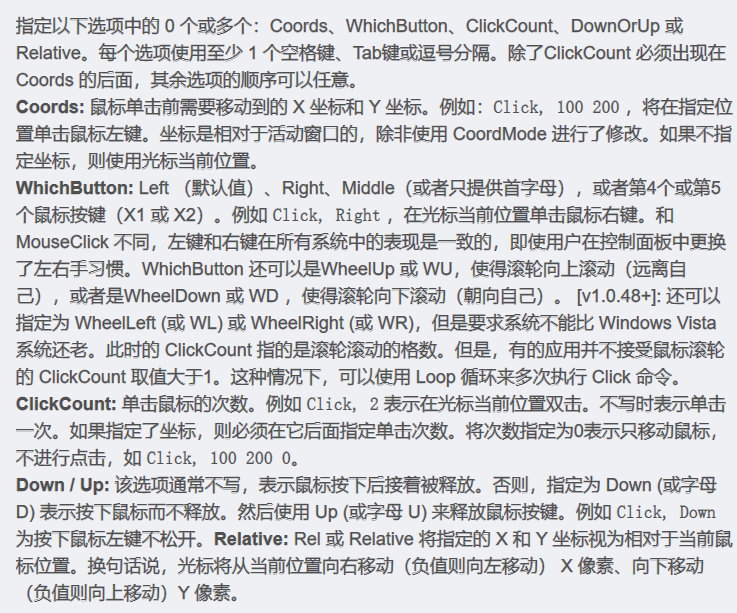 指定以下选项中的 0 个或多个：Coords、WhichButton、ClickCount、DownOrUp 或
Relative。每个选项使用至少 1 个空格键、Tab键或逗号分隔。除了ClickCount 必须出现在
Coords 的后面，其余选项的顺序可以任意。
Coords: 鼠标单击前需要移动到的 X 坐标和 Y 坐标。例如：Click, 100 200 ，将在指定位
置单击鼠标左键。坐标是相对于活动窗口的，除非使用 CoordMode 进行了修改。如果不指
定坐标，则使用光标当前位置。
WhichButton: Left （默认值）、Right、Middle（或者只提供首字母），或者第4个或第5
个鼠标按键（X1 或 X2）。例如 Click, Right ，在光标当前位置单击鼠标右键。和
MouseClick 不同，左键和右键在所有系统中的表现是一致的，即使用户在控制面板中更换
了左右手习惯。WhichButton 还可以是WheelUp 或 WU，使得滚轮向上滚动（远离自
己），或者是WheelDown 或 WD ，使得滚轮向下滚动（朝向自己）。 [v1.0.48+]: 还可以
指定为 WheelLeft (或 WL) 或 WheelRight (或 WR)，但是要求系统不能比 Windows Vista
系统还老。此时的 ClickCount 指的是滚轮滚动的格数。但是，有的应用并不接受鼠标滚轮
的 ClickCount 取值大于1。这种情况下，可以使用 Loop 循环来多次执行 Click 命令。
ClickCount: 单击鼠标的次数。例如 Click, 2 表示在光标当前位置双击。不写时表示单击
一次。如果指定了坐标，则必须在它后面指定单击次数。将次数指定为0表示只移动鼠标，
不进行点击，如 Click, 100 200 0。
Down / Up: 该选项通常不写，表示鼠标按下后接着被释放。否则，指定为 Down (或字母
D) 表示按下鼠标而不释放。然后使用 Up (或字母 U) 来释放鼠标按键。例如 Click, Down
为按下鼠标左键不松开。Relative: Rel 或 Relative 将指定的 X 和 Y 坐标视为相对于当前鼠
标位置。换句话说，光标将从当前位置向右移动（负值则向左移动） X 像素、向下移动
（负值则向上移动）Y 像素。